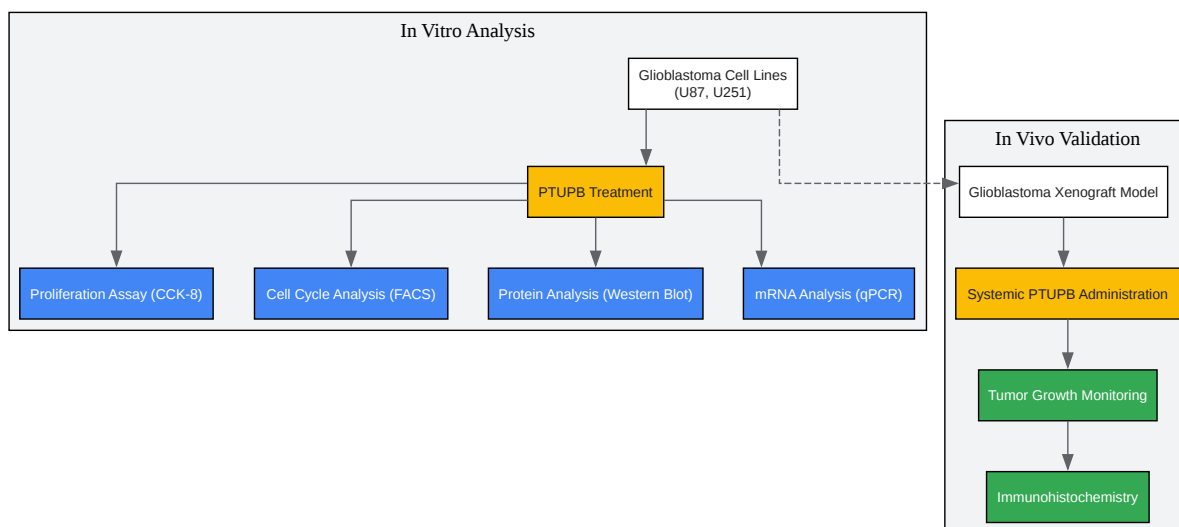 In Vitro Analysis
Glioblastoma Cell Lines
(U87, U251)
PTUPB Treatment
Proliferation Assay (CCK-8)
Cell Cycle Analysis (FACS)
Protein Analysis (Western Blot)
mRNA Analysis (qPCR)
In Vivo Validation
Glioblastoma Xenograft Model
Systemic PTUPB Administration
Tumor Growth Monitoring
Immunohistochemistry